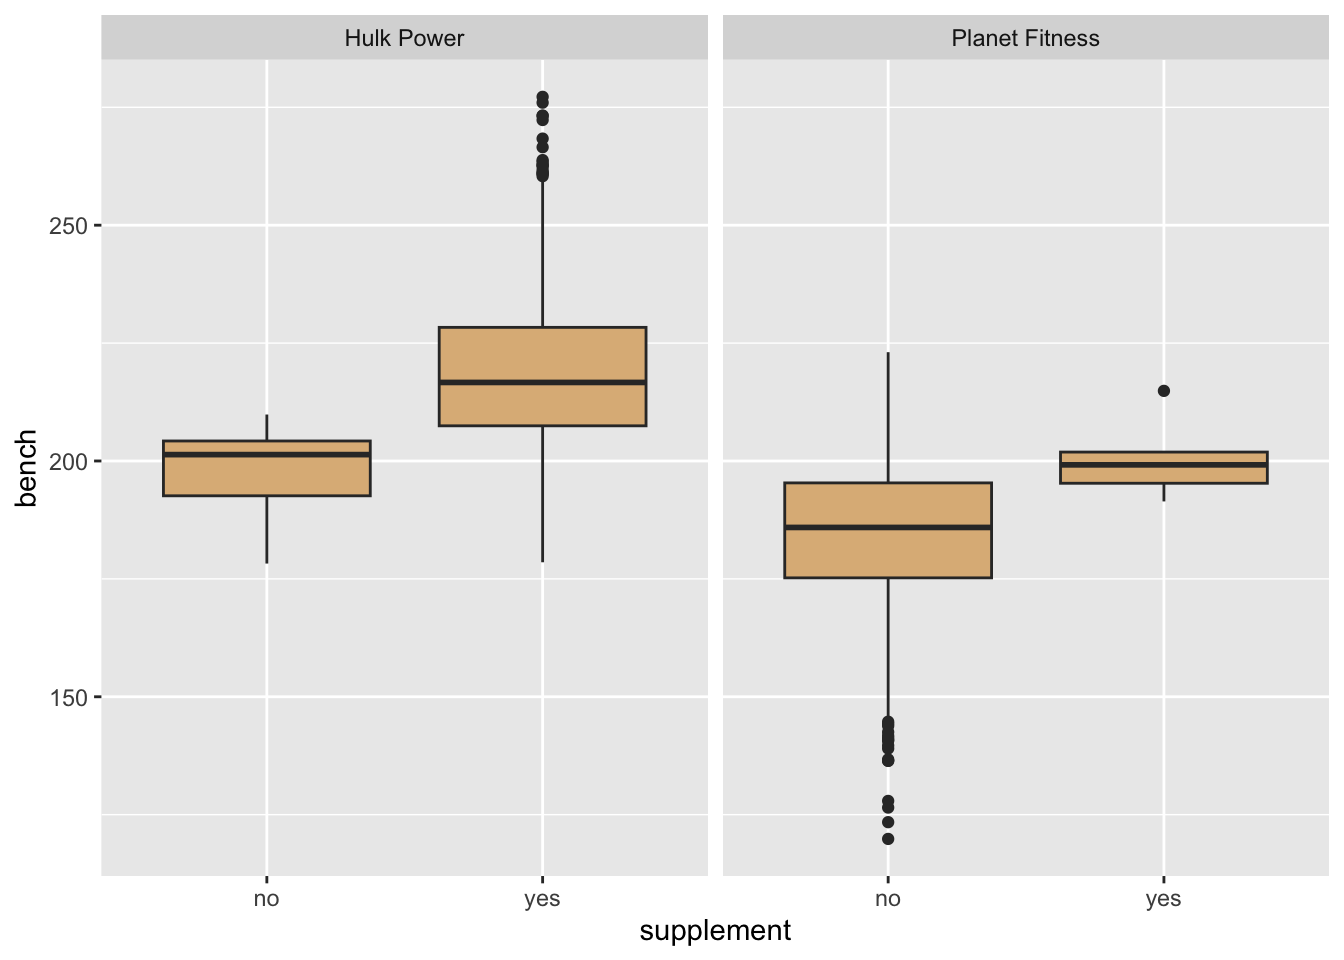 Hulk Power
Planet Fitness
250
200
150
bench
no
yes
no
yes
supplement